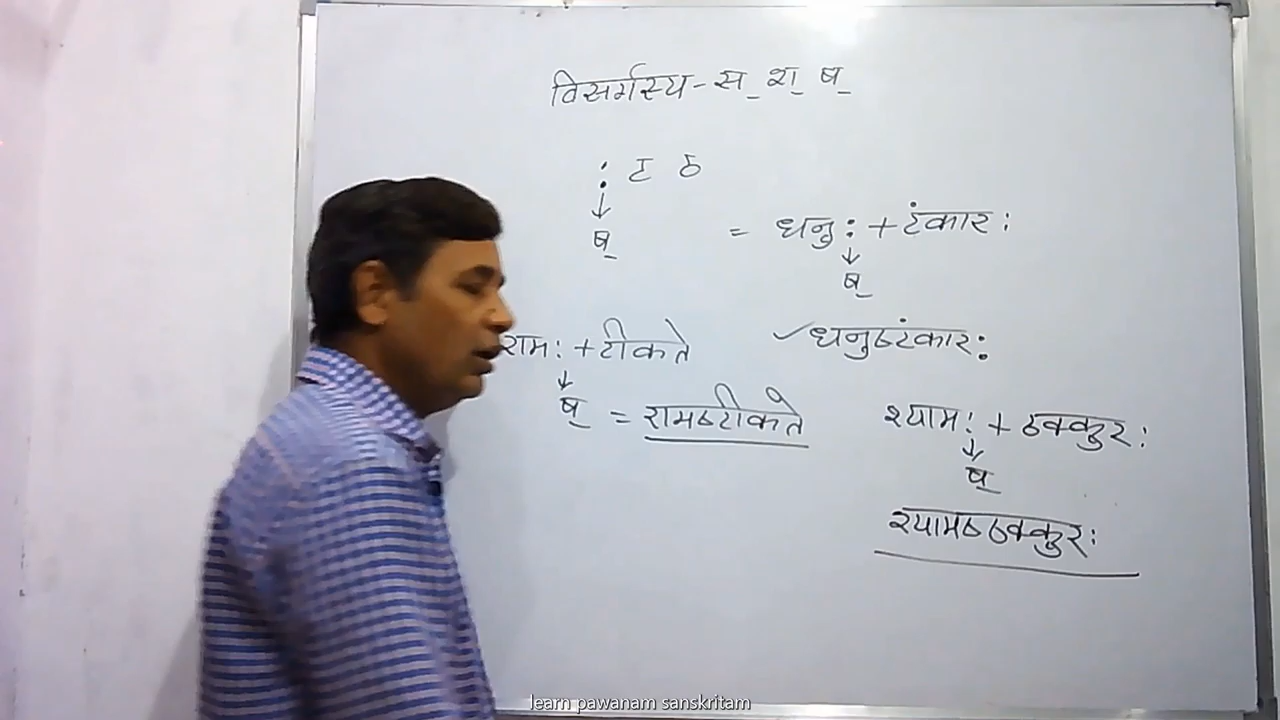 विसर्गस्य - स् श् ष्
: ट ठ
↓
ष्
= धनु: + टंकार:
↓
ष्
✓धनुष्टंकार:
राम: + टीकते
↓
ष् = रामष्टीकते
श्याम: + ठक्कुर:
↓
ष्
श्यामष्ठक्कुर:
learn pawanam sanskritam